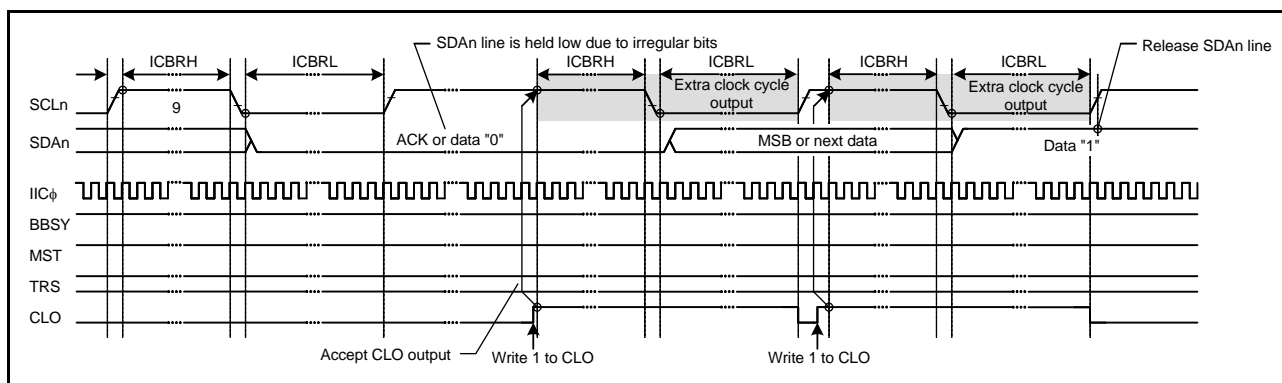 SDAn line is held low due to irregular bits
Release SDAn line
ICBRH
ICBRL
ICBRH
ICBRL
ICBRH
ICBRL
SCLn
9
Extra clock cycle
output
Extra clock cycle
output
SDAn
ACK or data "0"
MSB or next data
Data "1"
IICϕ
BBSY
MST
TRS
CLO
Accept CLO output
Write 1 to CLO
Write 1 to CLO